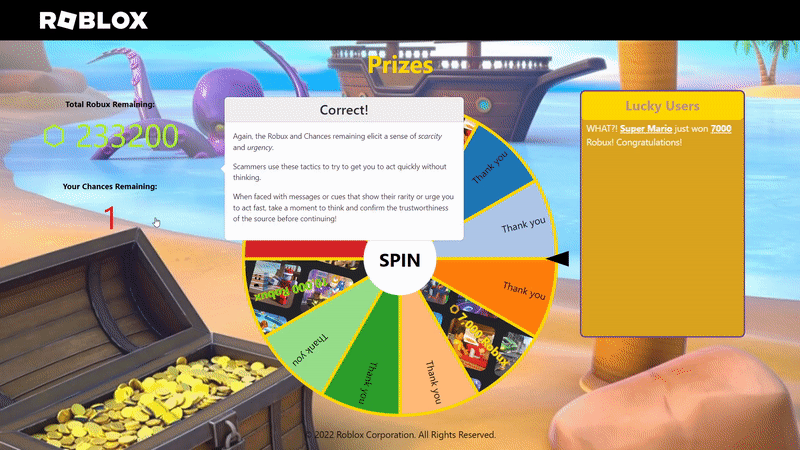 ROBLOX
Prizes
Total Robux Remaining:
233200
Your Chances Remaining:
1
Correct!
Again, the Robux and Chances remaining elicit a sense of scarcity
and urgency.
Scammers use these tactics to try to get you to act quickly without
thinking.
When faced with messages or cues that show their rarity or urge you
to act fast, take a moment to think and confirm the trustworthiness
of the source before continuing!
Lucky Users
WHAT?! Super Mario just won 7000
Robux! Congratulations!
Thank you
Thank you
Thank you
7,000 Robux
Thank you
Thank you
Thank you
10,000 Robux
SPIN
© 2022 Roblox Corporation. All Rights Reserved.